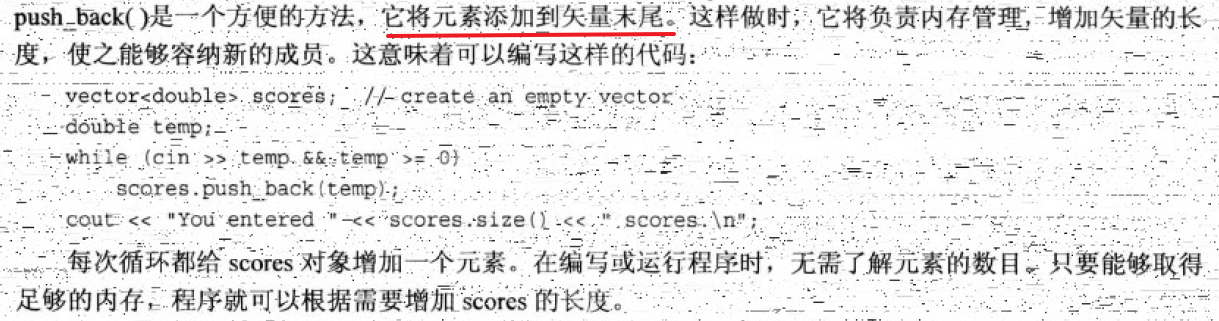 push_back( )是一个方便的方法，它将元素添加到矢量末尾。这样做时，它将负责内存管理，增加矢量的长
度，使之能够容纳新的成员。这意味着可以编写这样的代码：
vector<double> scores;  // create an empty vector
double temp;
while (cin >> temp && temp >= 0)
    scores.push_back(temp);
cout << "You entered " << scores.size() << " scores.\n";
每次循环都给 scores 对象增加一个元素。在编写或运行程序时，无需了解元素的数目。只要能够取得
足够的内存，程序就可以根据需要增加 scores 的长度。